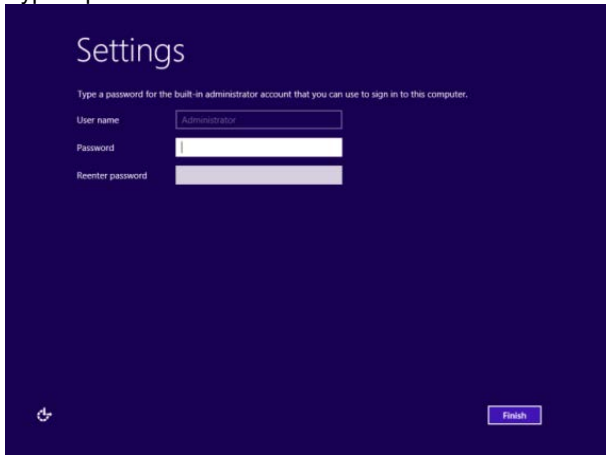 Settings
Type a password for the built-in administrator account that you can use to sign in to this computer.
User name
Administrator
Password
Reenter password
Finish